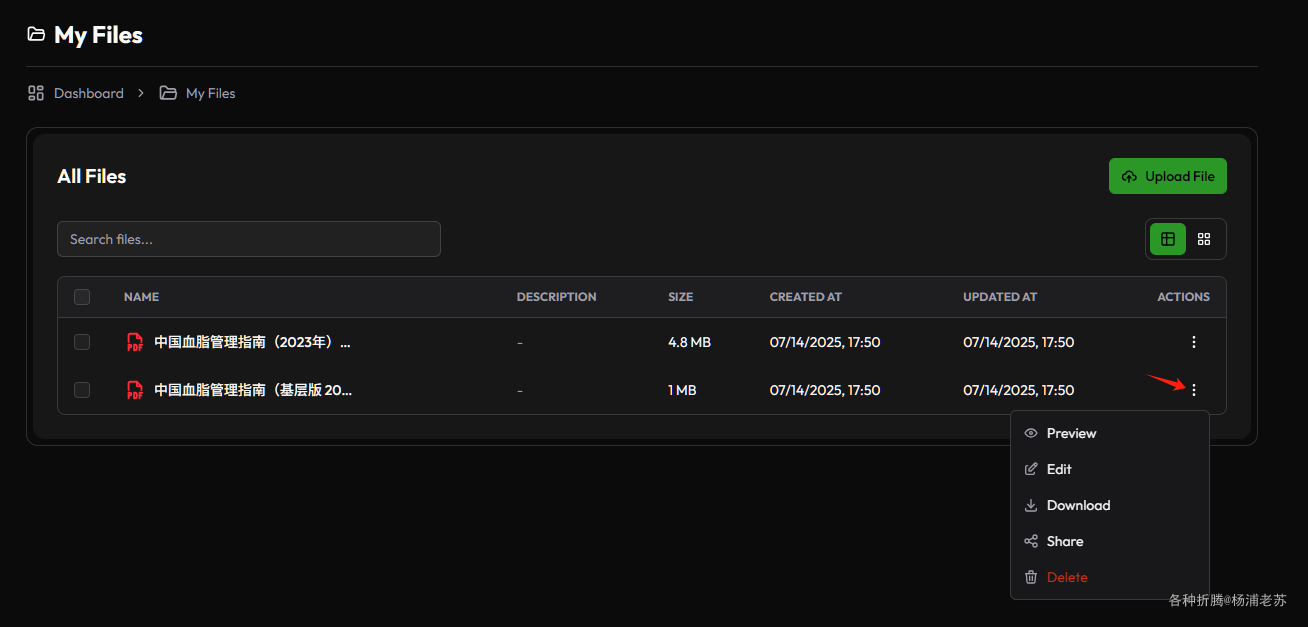 My Files
Dashboard > My Files
All Files
Upload File
Search files...
NAME DESCRIPTION SIZE CREATED AT UPDATED AT ACTIONS
PDF 中国血脂管理指南（2023年）... - 4.8 MB 07/14/2025, 17:50 07/14/2025, 17:50
PDF 中国血脂管理指南（基层版 20... - 1 MB 07/14/2025, 17:50 07/14/2025, 17:50
Preview
Edit
Download
Share
Delete
各种折腾@杨浦老苏